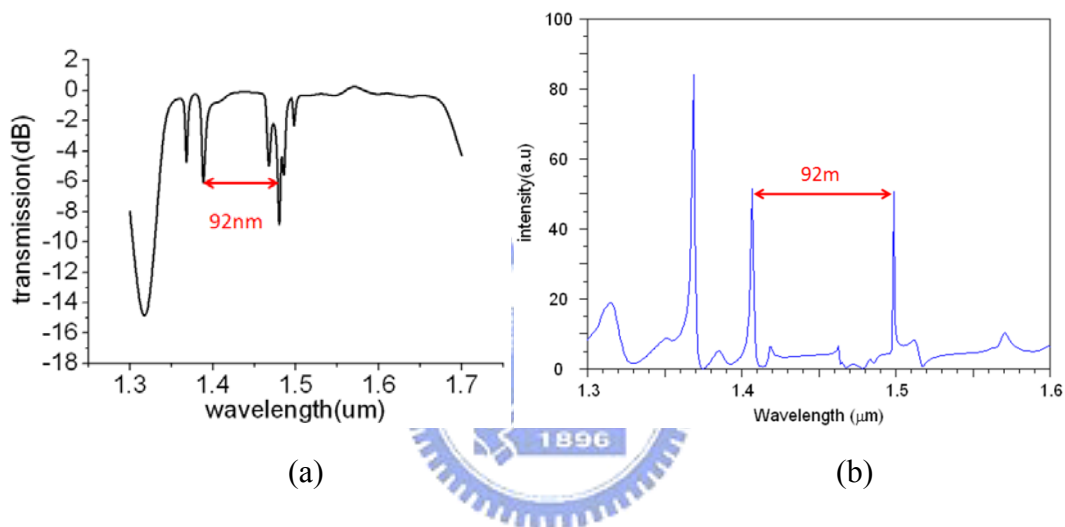 2
0
-2
-4
-6
-8
-10
-12
-14
-16
-18
transmission(dB)
92nm
1.3 1.4 1.5 1.6 1.7
wavelength(um)
(a)
100
80
60
40
20
0
intensity(a.u)
92m
1.3 1.4 1.5 1.6
Wavelength (μm)
(b)
1896